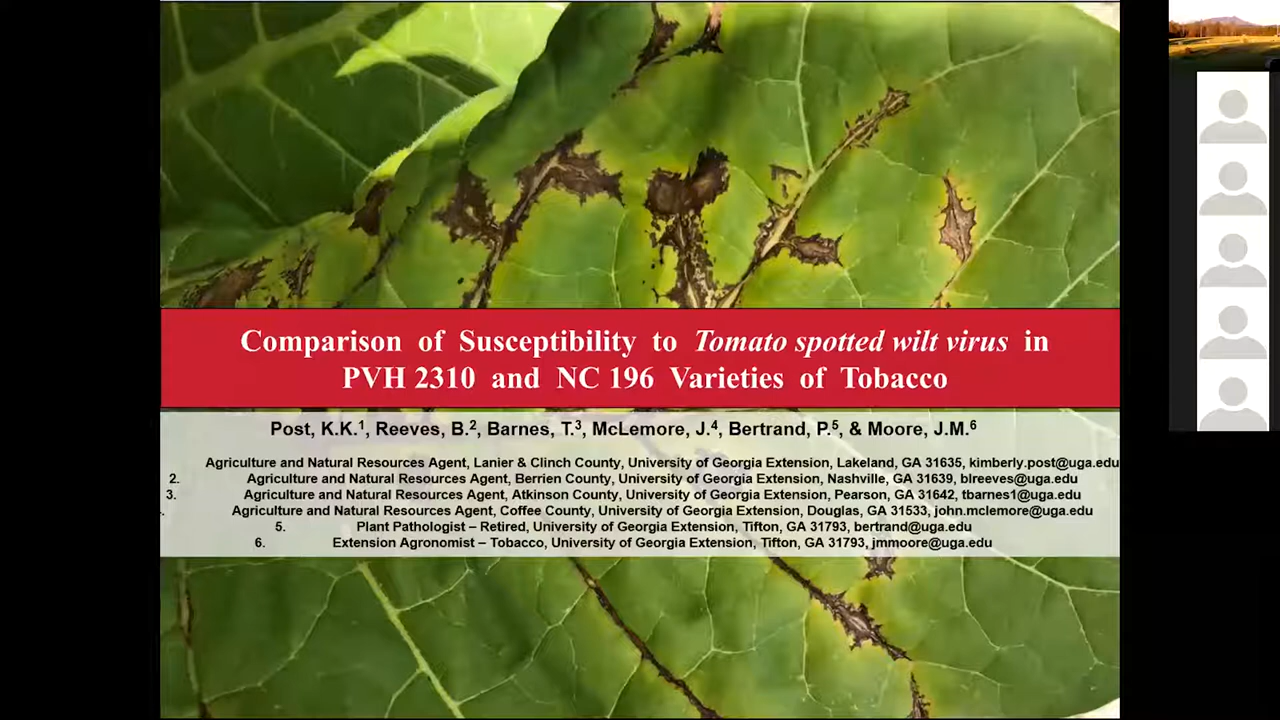 Comparison of Susceptibility to Tomato spotted wilt virus in
PVH 2310 and NC 196 Varieties of Tobacco
Post, K.K.1, Reeves, B.2, Barnes, T.3, McLemore, J.4, Bertrand, P.5, & Moore, J.M.6
Agriculture and Natural Resources Agent, Lanier & Clinch County, University of Georgia Extension, Lakeland, GA 31635, kimberly.post@uga.edu
2. Agriculture and Natural Resources Agent, Berrien County, University of Georgia Extension, Nashville, GA 31639, blreeves@uga.edu
3. Agriculture and Natural Resources Agent, Atkinson County, University of Georgia Extension, Pearson, GA 31642, tbarnes1@uga.edu
Agriculture and Natural Resources Agent, Coffee County, University of Georgia Extension, Douglas, GA 31533, john.mclemore@uga.edu
5. Plant Pathologist – Retired, University of Georgia Extension, Tifton, GA 31793, bertrand@uga.edu
6. Extension Agronomist – Tobacco, University of Georgia Extension, Tifton, GA 31793, jmmoore@uga.edu